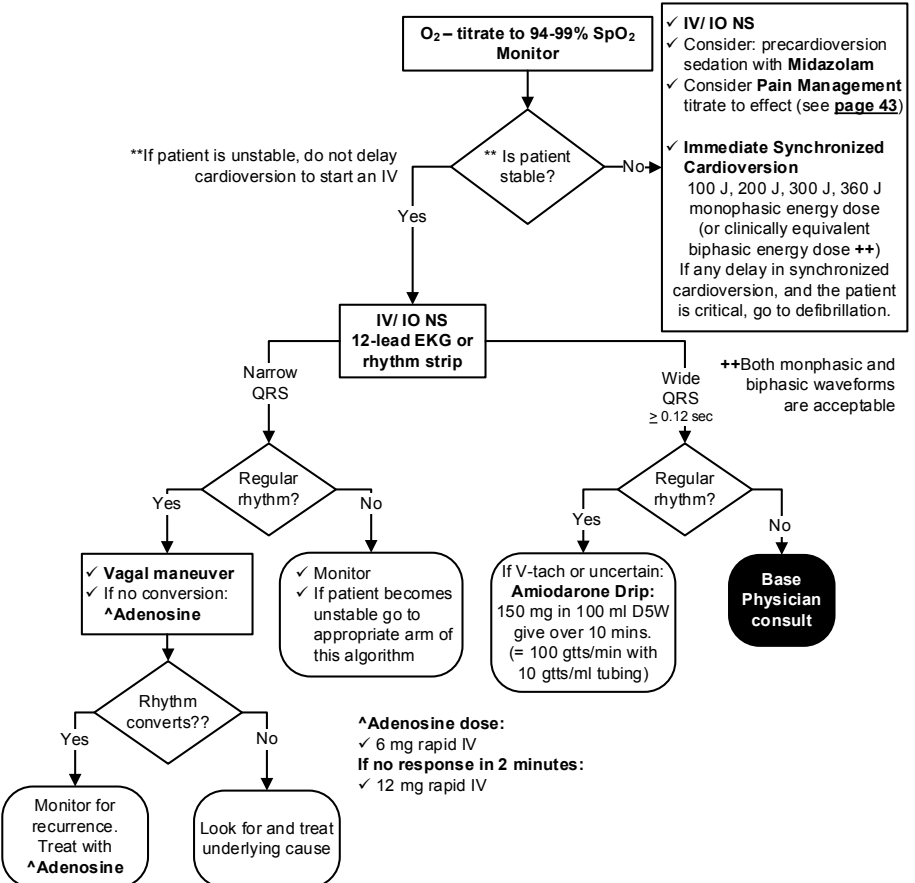 O₂ – titrate to 94-99% SpO₂
Monitor
✓ IV/ IO NS
✓ Consider: precardioversion
sedation with Midazolam
✓ Consider Pain Management
titrate to effect (see page 43)
✓ Immediate Synchronized
Cardioversion
100 J, 200 J, 300 J, 360 J
monophasic energy dose
(or clinically equivalent
biphasic energy dose ++)
If any delay in synchronized
cardioversion, and the patient
is critical, go to defibrillation.
**If patient is unstable, do not delay
cardioversion to start an IV
** Is patient
stable?
No
Yes
IV/ IO NS
12-lead EKG or
rhythm strip
Narrow
QRS
Wide
QRS
≥ 0.12 sec
++Both monphasic and
biphasic waveforms
are acceptable
Regular
rhythm?
Yes
No
Regular
rhythm?
Yes
No
✓ Vagal maneuver
✓ If no conversion:
^Adenosine
✓ Monitor
✓ If patient becomes
unstable go to
appropriate arm of
this algorithm
If V-tach or uncertain:
Amiodarone Drip:
150 mg in 100 ml D5W
give over 10 mins.
(= 100 gtts/min with
10 gtts/ml tubing)
Base
Physician
consult
Rhythm
converts??
Yes
No
^Adenosine dose:
✓ 6 mg rapid IV
If no response in 2 minutes:
✓ 12 mg rapid IV
Monitor for
recurrence.
Treat with
^Adenosine
Look for and treat
underlying cause